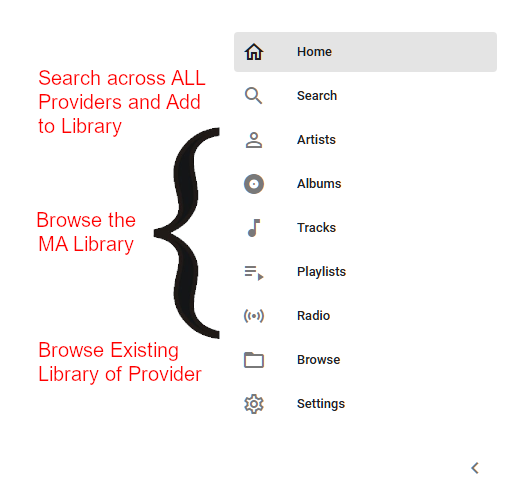 Home
Search across ALL
Providers and Add
to Library
Search
Artists
Albums
Browse the
MA Library
Tracks
Playlists
Radio
Browse Existing
Library of Provider
Browse
Settings